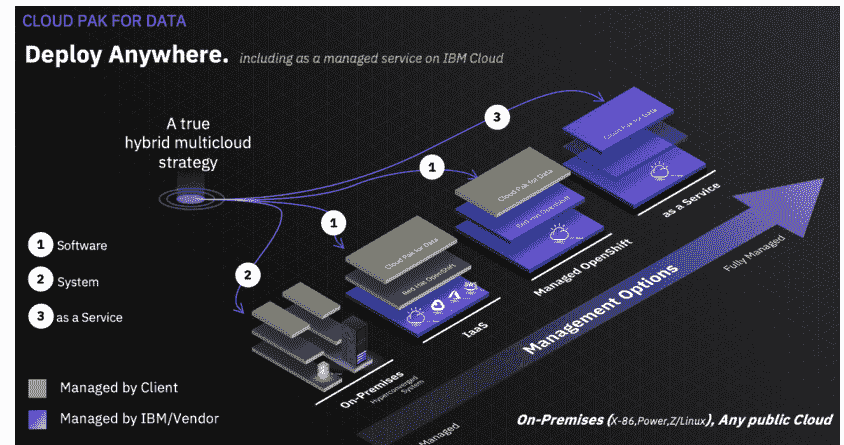 CLOUD PAK FOR DATA
Deploy Anywhere. including as a managed service on IBM Cloud
A true
hybrid multicloud
strategy
3
1
1
2
1 Software
2 System
3 as a Service
Cloud Pak for Data
as a Service
Cloud Pak for Data
Red Hat OpenShift
Managed OpenShift
Cloud Pak for Data
Red Hat OpenShift
aws
IaaS
On-Premises
Hyperconverged
System
Managed
Management Options
Fully Managed
Managed by Client
Managed by IBM/Vendor
On-Premises (X-86,Power,Z/Linux), Any public Cloud